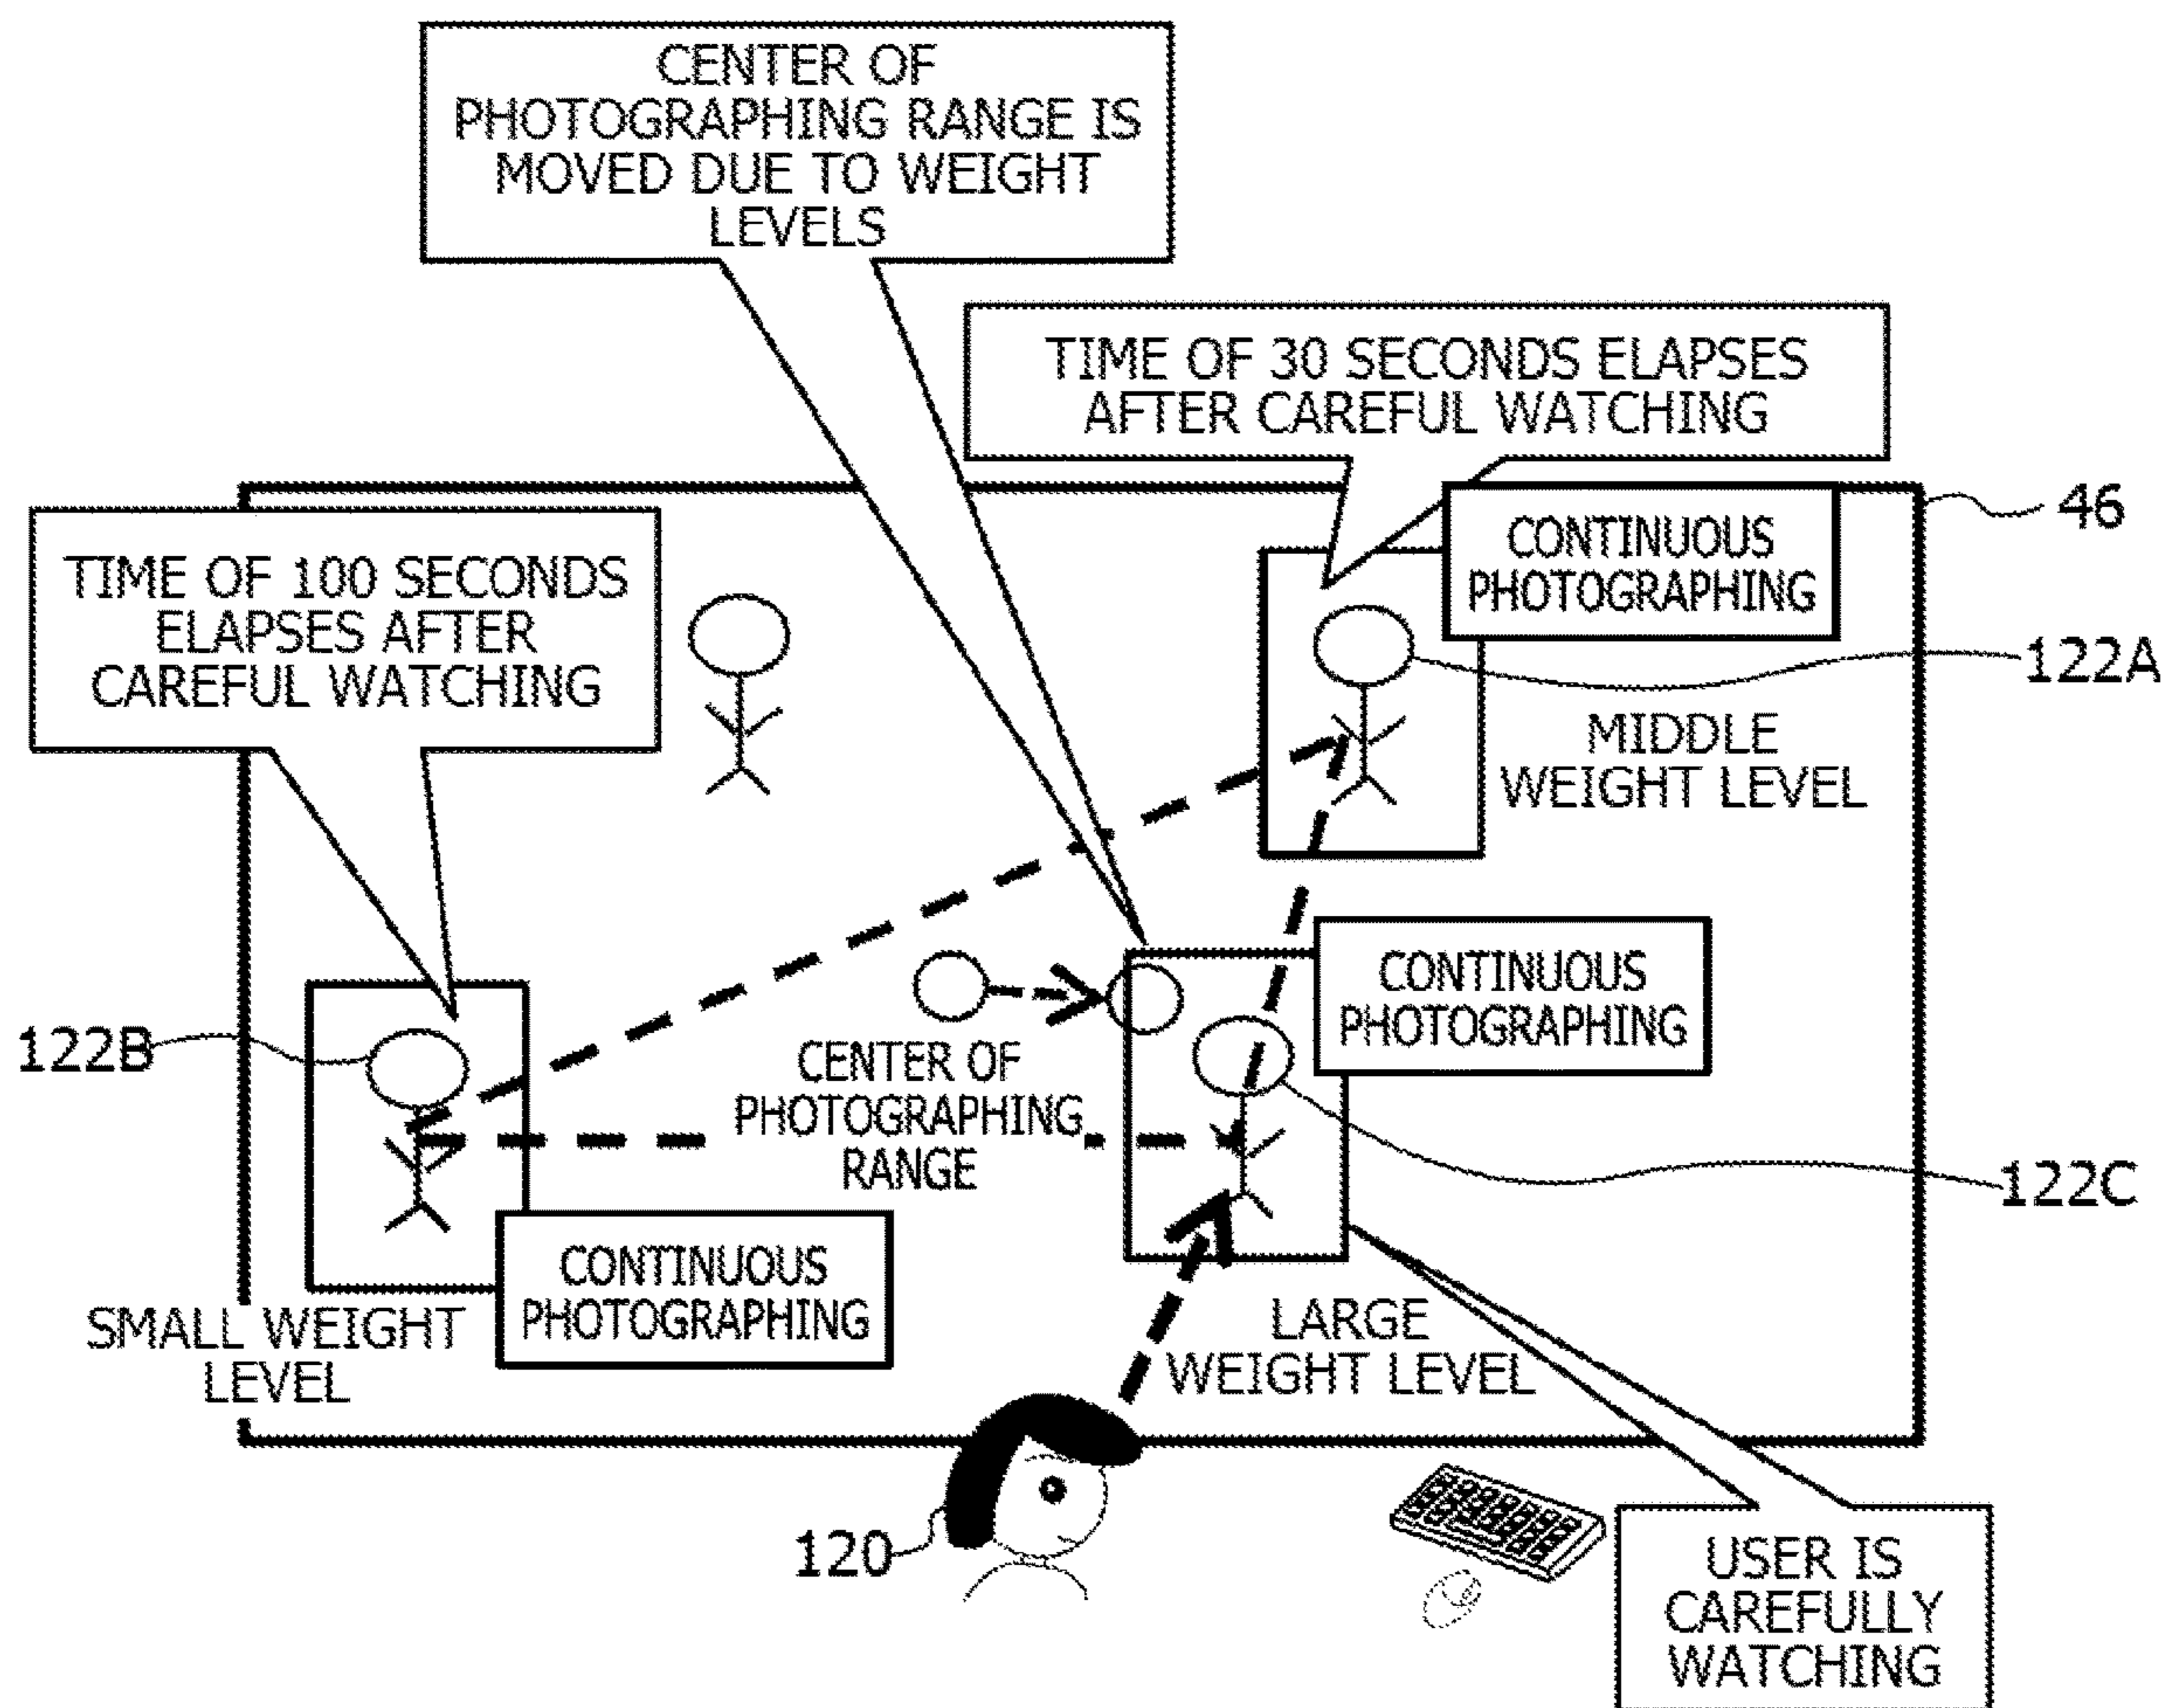 CENTER OF
PHOTOGRAPHING RANGE IS
MOVED DUE TO WEIGHT
LEVELS
TIME OF 30 SECONDS ELAPSES
AFTER CAREFUL WATCHING
46
CONTINUOUS
PHOTOGRAPHING
TIME OF 100 SECONDS
ELAPSES AFTER
CAREFUL WATCHING
122A
MIDDLE
WEIGHT LEVEL
CONTINUOUS
PHOTOGRAPHING
122B
CENTER OF
PHOTOGRAPHING
RANGE
122C
CONTINUOUS
PHOTOGRAPHING
SMALL WEIGHT
LEVEL
LARGE
WEIGHT LEVEL
120
USER IS
CAREFULLY
WATCHING